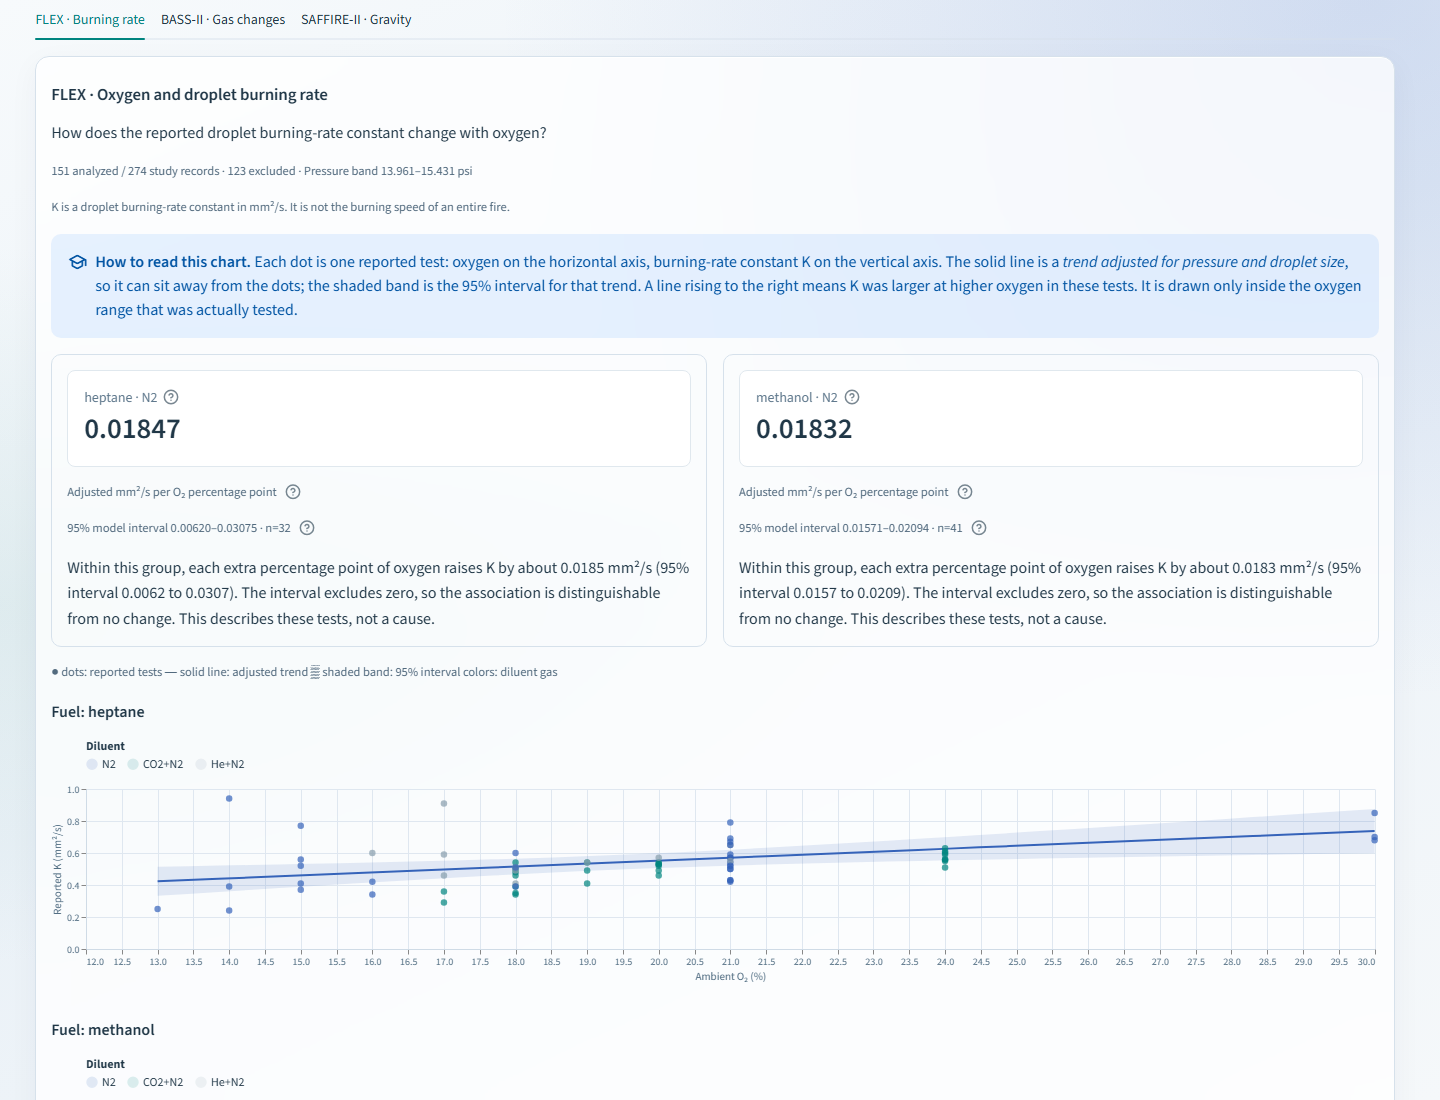 FLEX · Burning rate BASS-II · Gas changes SAFFIRE-II · Gravity
FLEX · Oxygen and droplet burning rate
How does the reported droplet burning-rate constant change with oxygen?
151 analyzed / 274 study records · 123 excluded · Pressure band 13.961–15.431 psi
K is a droplet burning-rate constant in mm²/s. It is not the burning speed of an entire fire.
How to read this chart. Each dot is one reported test: oxygen on the horizontal axis, burning-rate constant K on the vertical axis. The solid line is a trend adjusted for pressure and droplet size,
so it can sit away from the dots; the shaded band is the 95% interval for that trend. A line rising to the right means K was larger at higher oxygen in these tests. It is drawn only inside the oxygen
range that was actually tested.
heptane · N2
0.01847
Adjusted mm²/s per O₂ percentage point
95% model interval 0.00620–0.03075 · n=32
Within this group, each extra percentage point of oxygen raises K by about 0.0185 mm²/s (95%
interval 0.0062 to 0.0307). The interval excludes zero, so the association is distinguishable
from no change. This describes these tests, not a cause.
methanol · N2
0.01832
Adjusted mm²/s per O₂ percentage point
95% model interval 0.01571–0.02094 · n=41
Within this group, each extra percentage point of oxygen raises K by about 0.0183 mm²/s (95%
interval 0.0157 to 0.0209). The interval excludes zero, so the association is distinguishable
from no change. This describes these tests, not a cause.
● dots: reported tests — solid line: adjusted trend ▒ shaded band: 95% interval colors: diluent gas
Fuel: heptane
Diluent
N2 CO2+N2 He+N2
1.0
0.8
0.6
0.4
0.2
0.0
Reported K (mm²/s)
12.0 12.5 13.0 13.5 14.0 14.5 15.0 15.5 16.0 16.5 17.0 17.5 18.0 18.5 19.0 19.5 20.0 20.5 21.0 21.5 22.0 22.5 23.0 23.5 24.0 24.5 25.0 25.5 26.0 26.5 27.0 27.5 28.0 28.5 29.0 29.5 30.0
Ambient O₂ (%)
Fuel: methanol
Diluent
N2 CO2+N2 He+N2